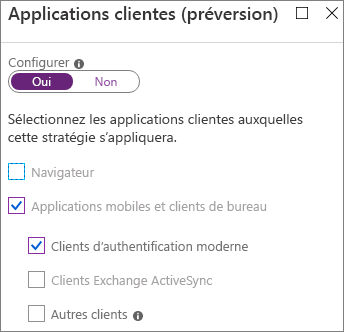 Applications clientes (préversion)
Configurer
Oui Non
Sélectionnez les applications clientes auxquelles
cette stratégie s'appliquera.
Navigateur
Applications mobiles et clients de bureau
Clients d'authentification moderne
Clients Exchange ActiveSync
Autres clients